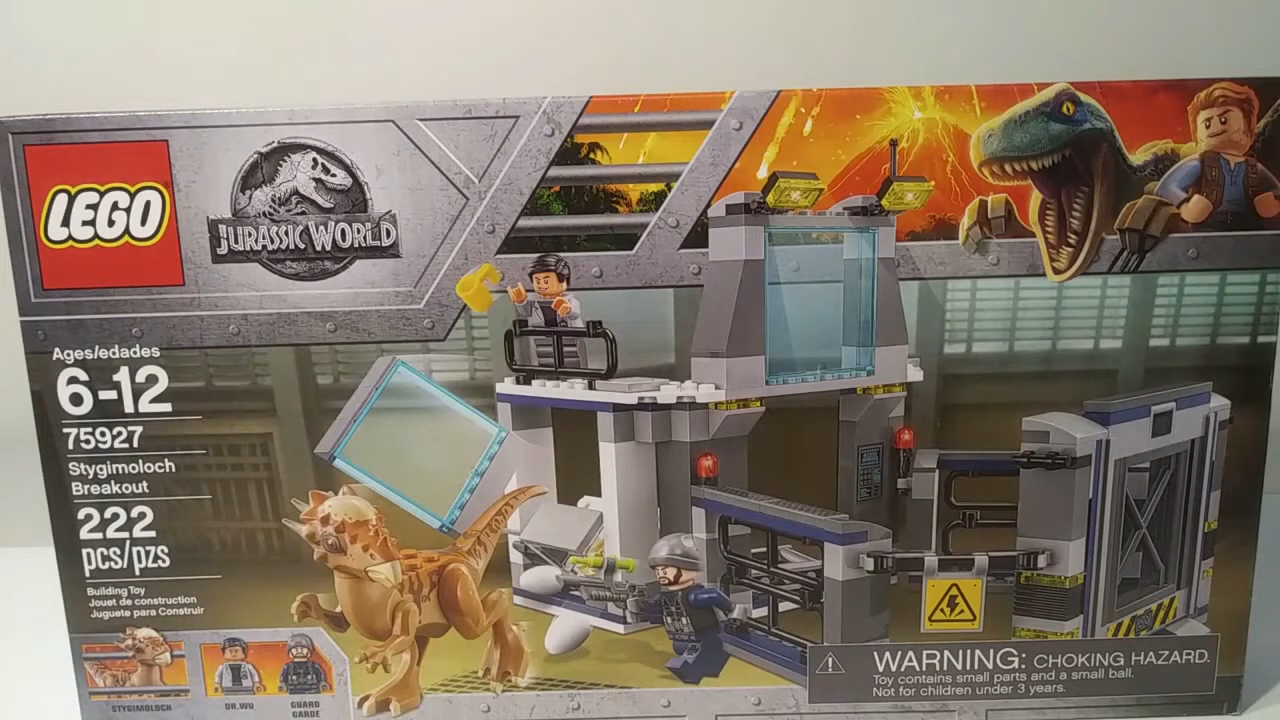 LEGO
JURASSIC WORLD
Ages/edades
6-12
75927
Stygimoloch
Breakout
222
pcs/pzs
Building Toy
Jouet de construction
Juguete para Construir
STYGIMOLOCH
DR.WU
GUARD
GARDE
WARNING: CHOKING HAZARD.
Toy contains small parts and a small ball.
Not for children under 3 years.